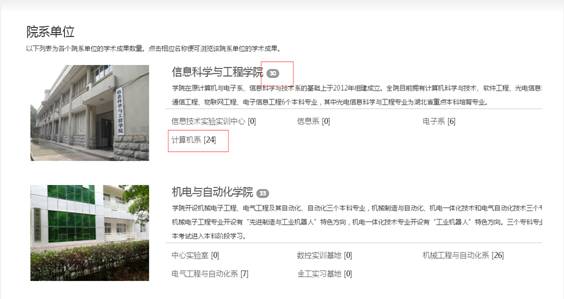 院系单位
以下列表为各个院系单位的学术成果数量。点击相应名称便可浏览该院系单位的学术成果。
信息科学与工程学院 30
学院在原计算机与电子系、信息科学与技术系的基础上于2012年组建成立。全院目前拥有计算机科学与技术、软件工程、光电信息
通信工程、物联网工程、电子信息工程6个本科专业，其中光电信息科学与工程专业为湖北省重点本科培育专业。
信息技术实验实训中心 [0] 信息系 [0] 电子系 [6]
计算机系 [24]
信息科学与工程学院
机电与自动化学院 33
学院开设机械电子工程、电气工程及其自动化、自动化三个本科专业，机械制造与自动化、机电一体化技术和电气自动化技术三个专
机械电子工程专业开设有“先进制造与工业机器人”特色方向，机电一体化技术专业开设有“工业机器人”特色方向。三个专科专业
本考试进入本科阶段学习。
中心实验室 [0] 数控实训基地 [0] 机械工程与自动化系 [26]
电气工程与自动化系 [7] 金工实习基地 [0]